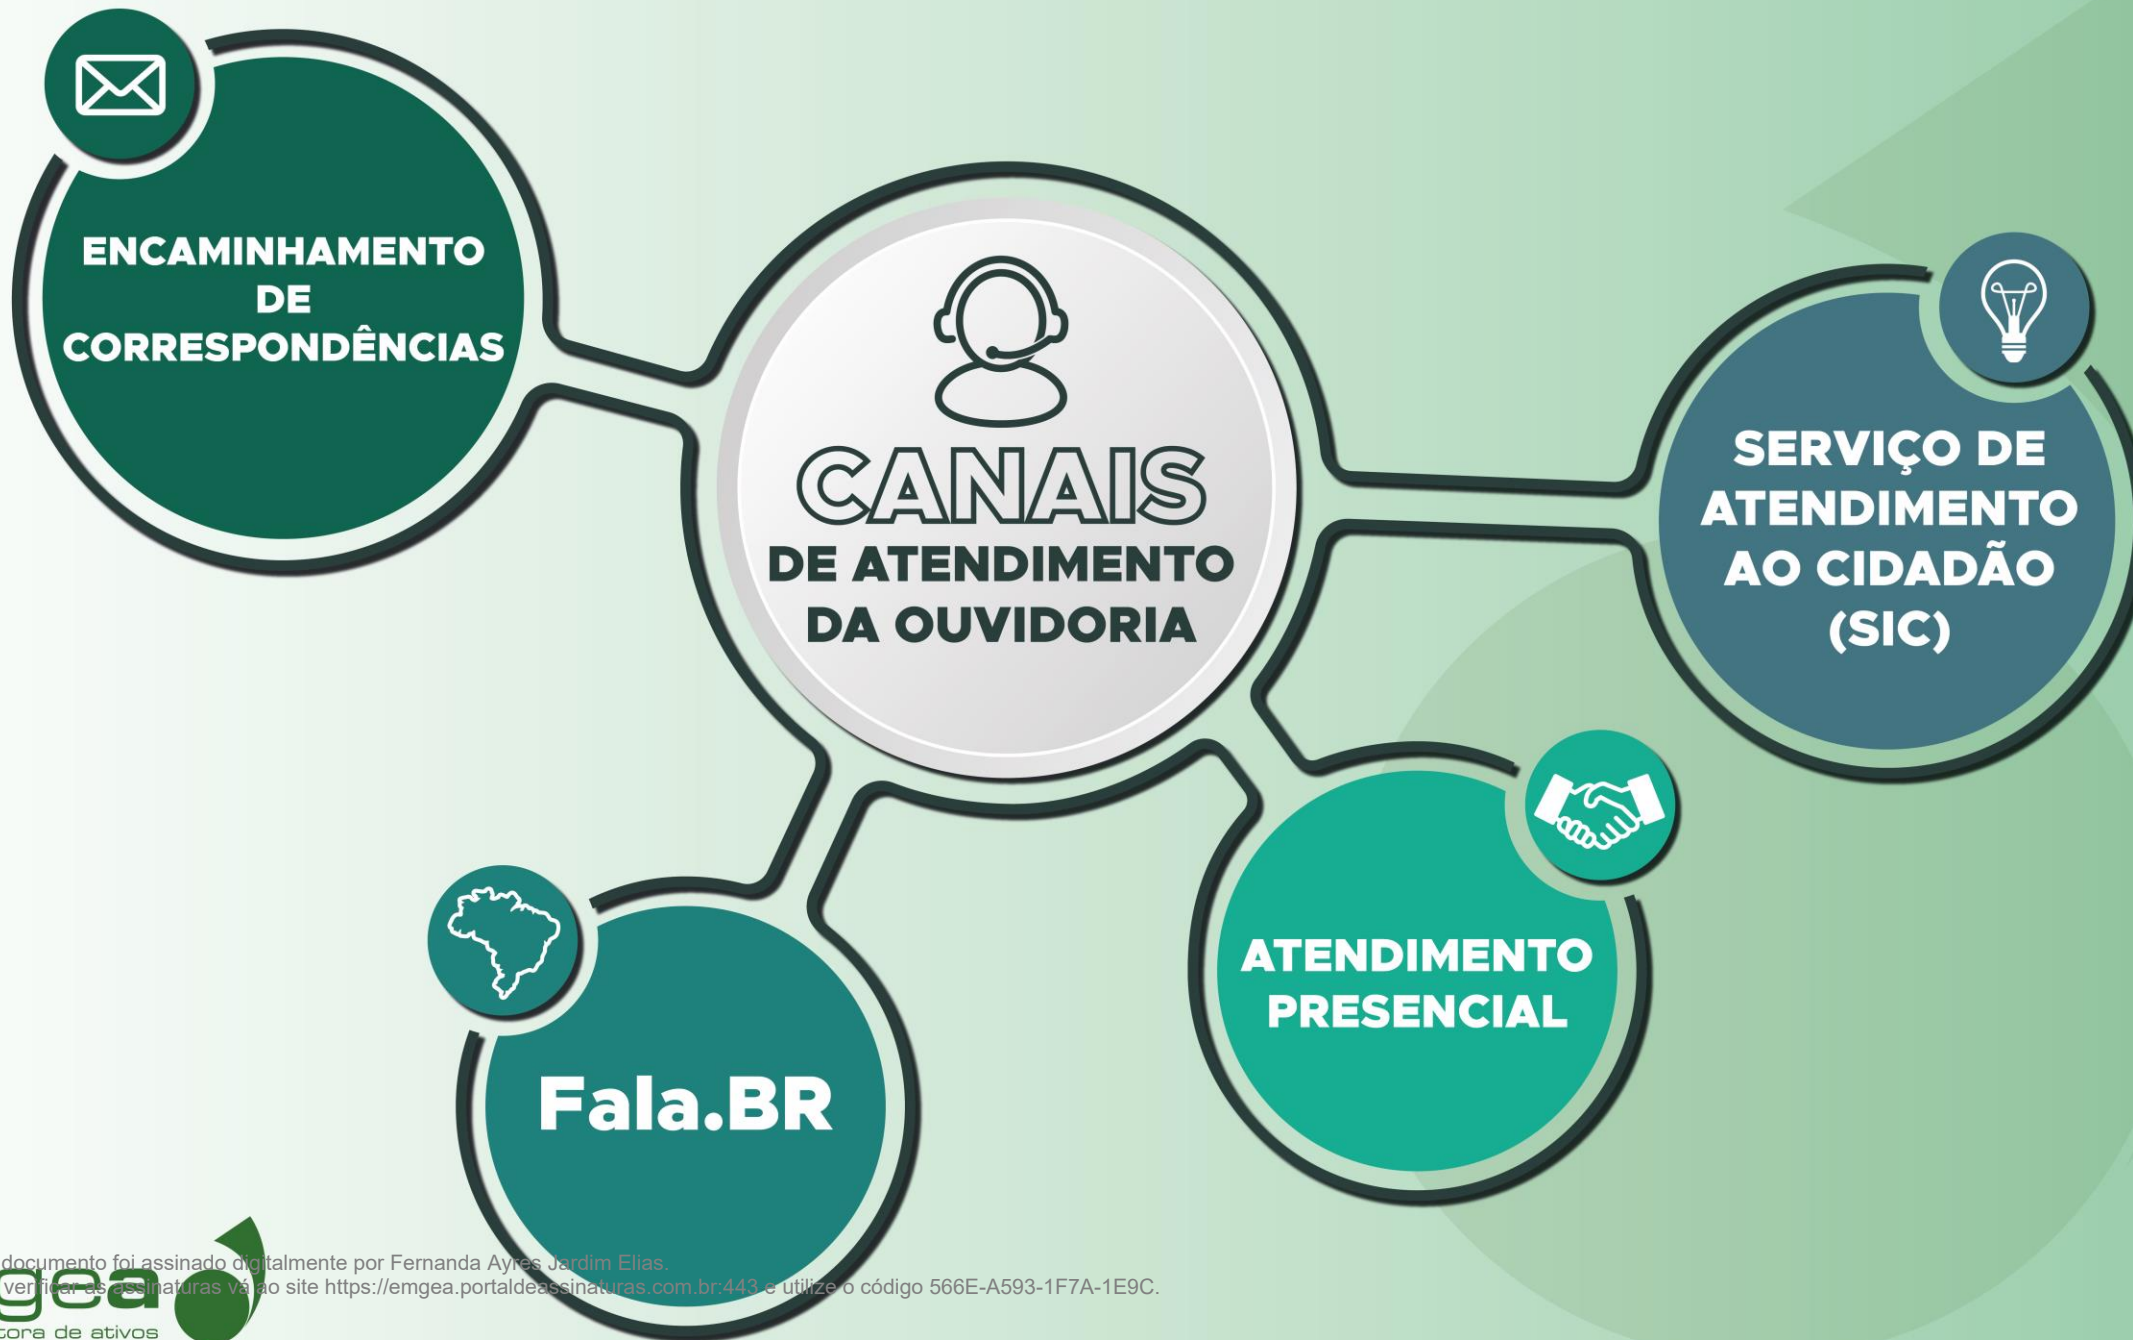 ENCAMINHAMENTO
DE
CORRESPONDÊNCIAS
CANAIS
DE ATENDIMENTO
DA OUVIDORIA
SERVIÇO DE
ATENDIMENTO
AO CIDADÃO
(SIC)
ATENDIMENTO
PRESENCIAL
Fala.BR
documento foi assinado digitalmente por Fernanda Ayres Jardim Elias.
verificar as assinaturas vá ao site https://emgea.portaldeassinaturas.com.br:443 e utilize o código 566E-A593-1F7A-1E9C.
gea
tora de ativos